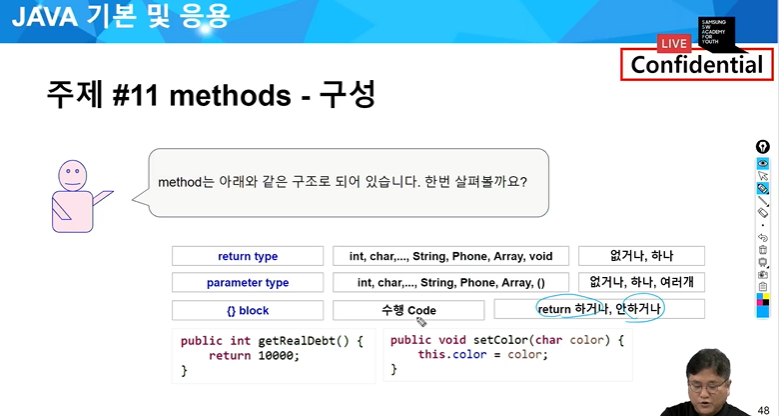 JAVA 기본 및 응용
LIVE
SAMSUNG
SW
ACADEMY
FOR
YOUTH
Confidential
주제 #11 methods - 구성
method는 아래와 같은 구조로 되어 있습니다. 한번 살펴볼까요?
return type int, char,..., String, Phone, Array, void 없거나, 하나
parameter type int, char,..., String, Phone, Array, () 없거나, 하나, 여러개
{} block 수행 Code return 하거나, 안하거나
public int getRealDebt() {
return 10000;
}
public void setColor(char color) {
this.color = color;
}
48